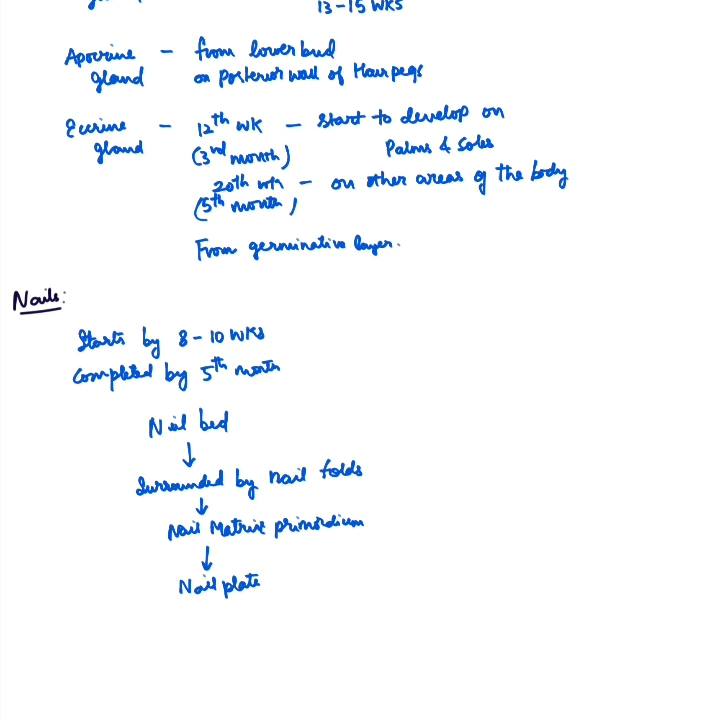 13-15 WKS
Apocrine - from lower bud
gland on Posterior wall of Hair pegs
Eccrine - 12th WK - Start to develop on
gland (3rd month) Palms & Soles
20th wk - on other areas of the body
(5th month)
From germinative layer.
Nails:
Starts by 8-10 WKS
Completed by 5th month
Nail bed
↓
Surrounded by nail folds
↓
Nail Matrix primordium
↓
Nail plate